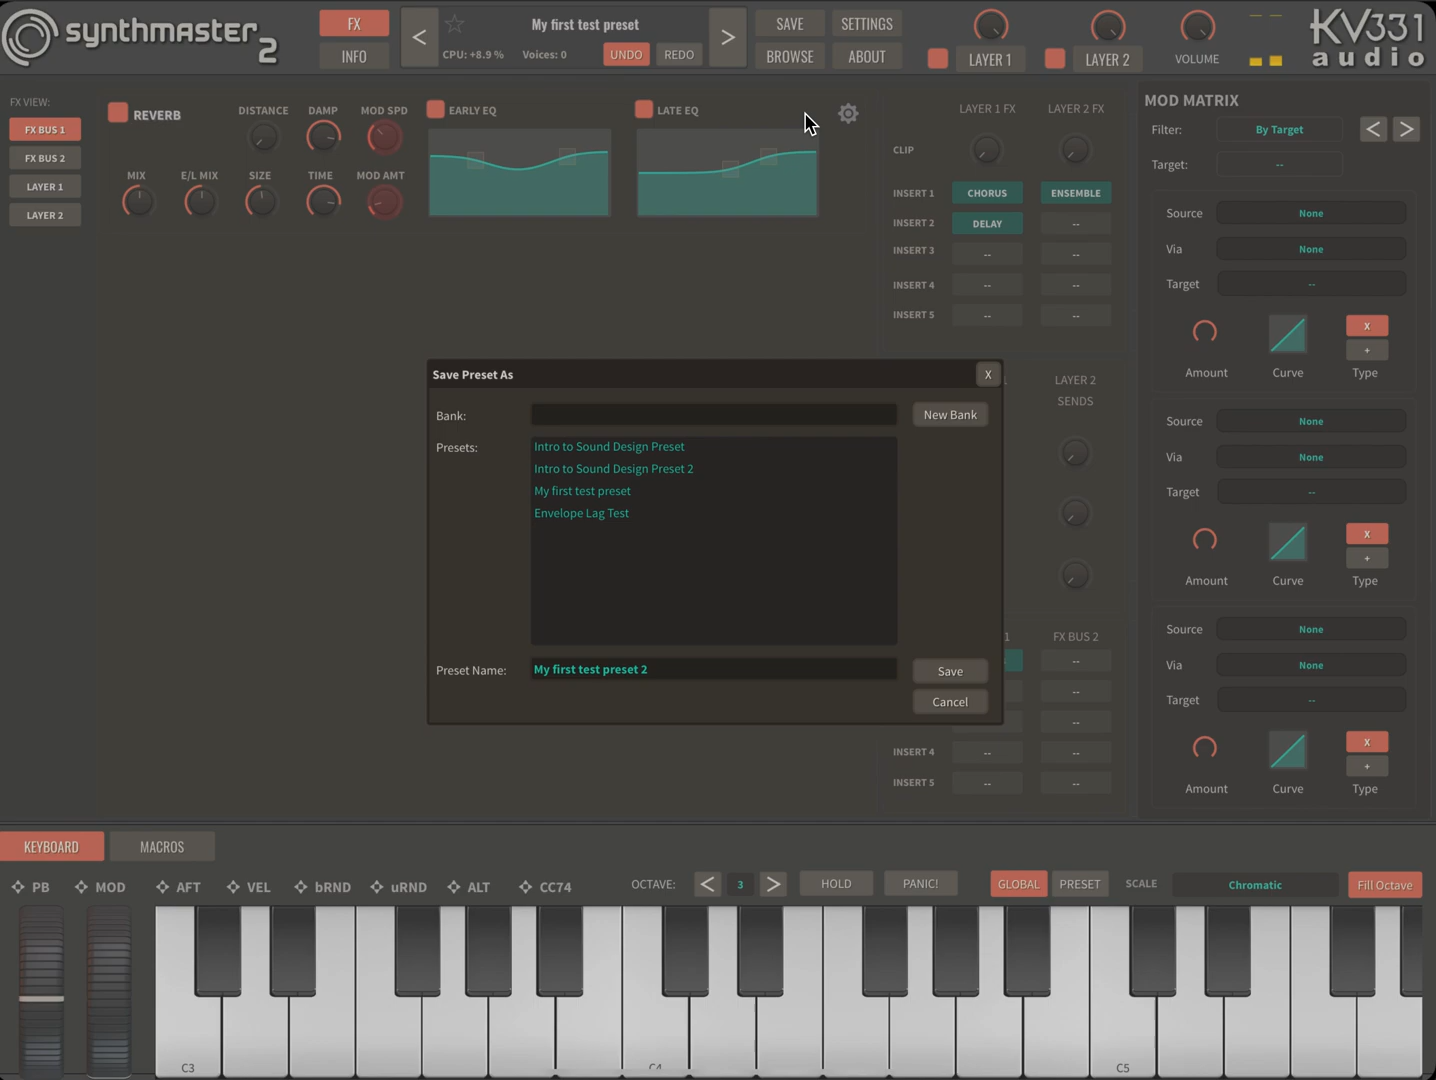 synthmaster 2
FX
INFO
<
My first test preset
CPU: +8.9 %
Voices: 0
UNDO
REDO
>
SAVE
SETTINGS
BROWSE
ABOUT
LAYER 1
LAYER 2
VOLUME
KV331
audio
FX VIEW:
FX BUS 1
FX BUS 2
LAYER 1
LAYER 2
REVERB
DISTANCE
DAMP
MOD SPD
MIX
E/L MIX
SIZE
TIME
MOD AMT
EARLY EQ
LATE EQ
LAYER 1 FX
LAYER 2 FX
CLIP
INSERT 1
CHORUS
ENSEMBLE
INSERT 2
DELAY
--
INSERT 3
--
--
INSERT 4
--
--
INSERT 5
--
--
LAYER 2
SENDS
1
FX BUS 2
--
--
--
INSERT 4
--
--
INSERT 5
--
--
Save Preset As
X
Bank:
New Bank
Presets:
Intro to Sound Design Preset
Intro to Sound Design Preset 2
My first test preset
Envelope Lag Test
Preset Name:
My first test preset 2
Save
Cancel
MOD MATRIX
Filter:
By Target
<
>
Target:
--
Source
None
Via
None
Target
--
X
+
Amount
Curve
Type
Source
None
Via
None
Target
--
X
+
Amount
Curve
Type
Source
None
Via
None
Target
--
X
+
Amount
Curve
Type
KEYBOARD
MACROS
PB
MOD
AFT
VEL
bRND
uRND
ALT
CC74
OCTAVE:
<
3
>
HOLD
PANIC!
GLOBAL
PRESET
SCALE
Chromatic
Fill Octave
C3
C4
C5